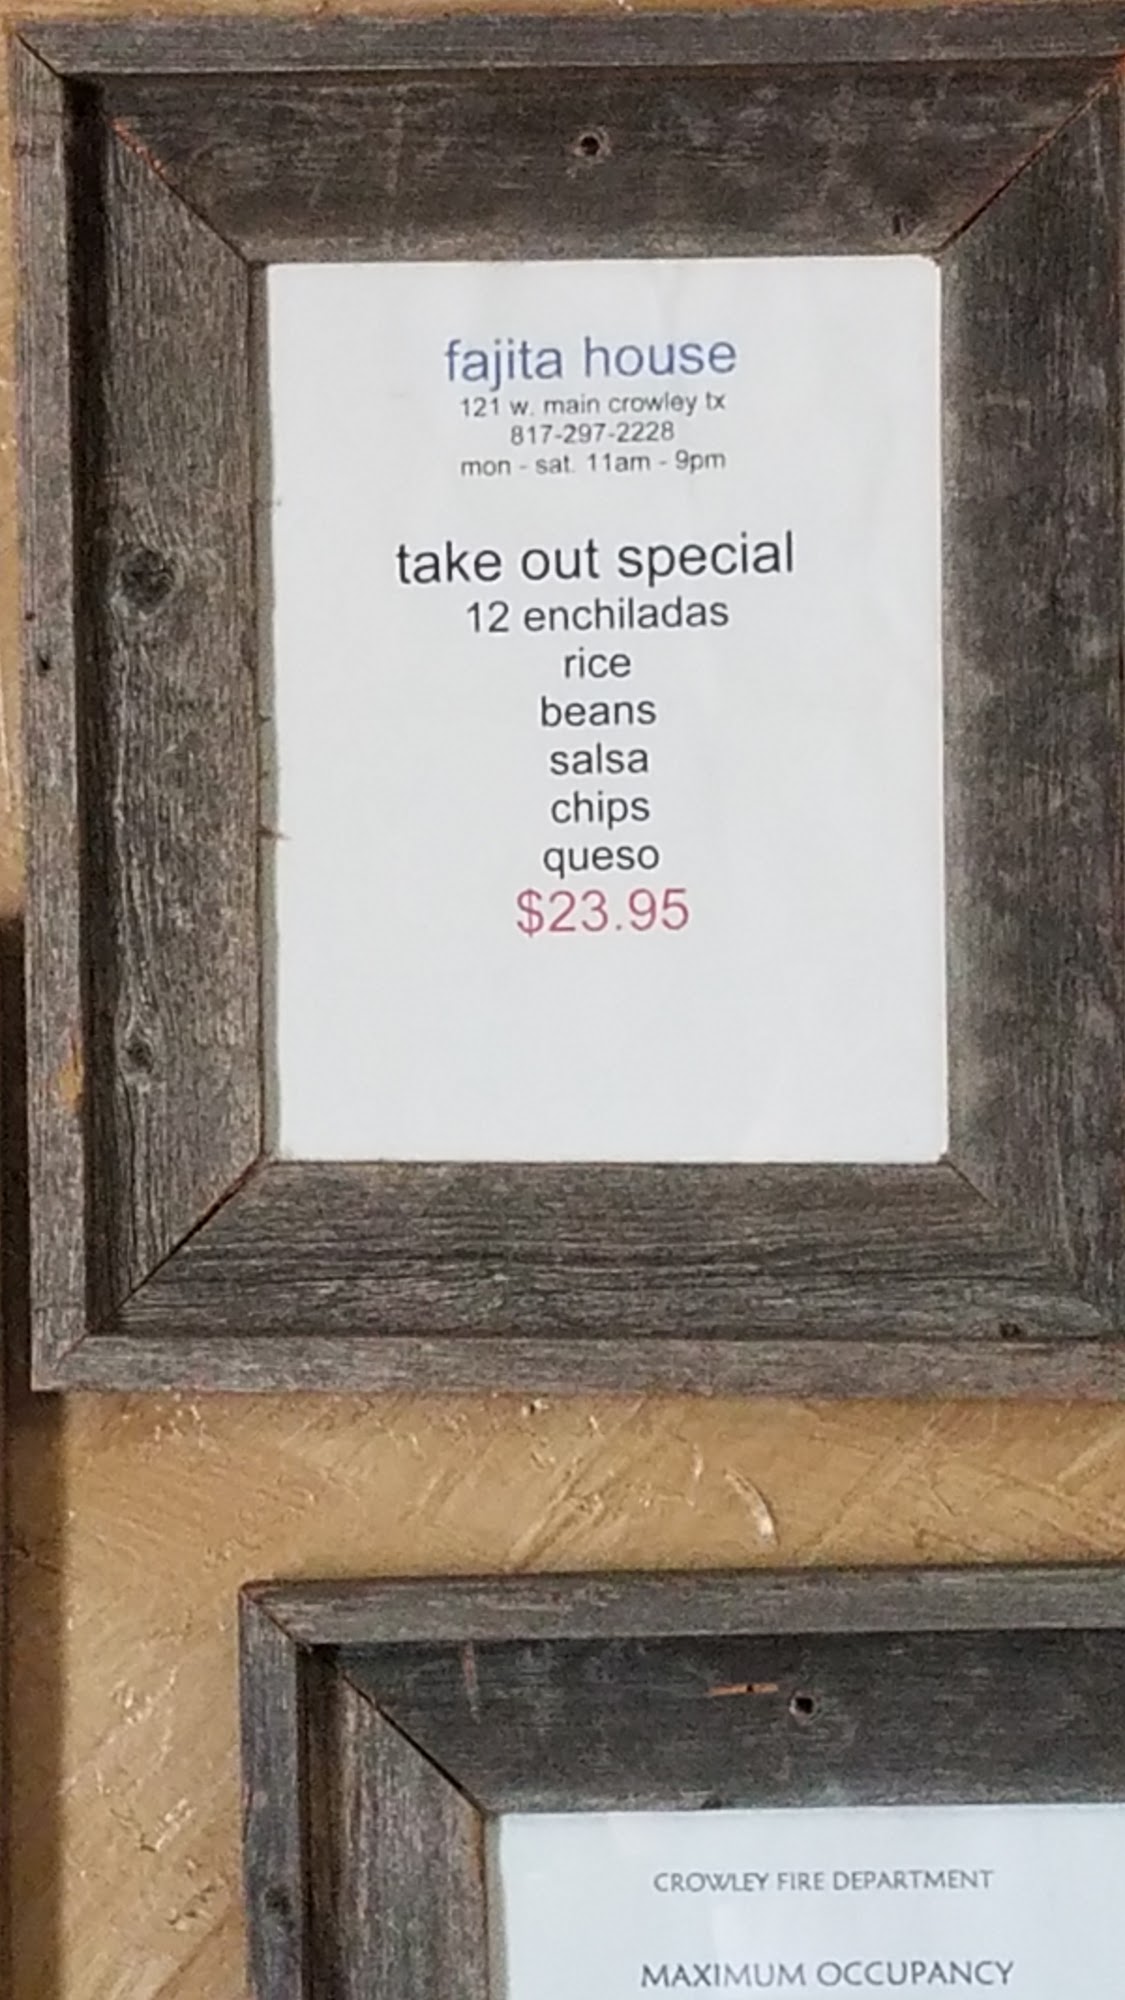 fajita house
121 w. main crowley tx
817-297-2228
mon - sat. 11am - 9pm
take out special
12 enchiladas
rice
beans
salsa
chips
queso
$23.95
CROWLEY FIRE DEPARTMENT
MAXIMUM OCCUPANCY